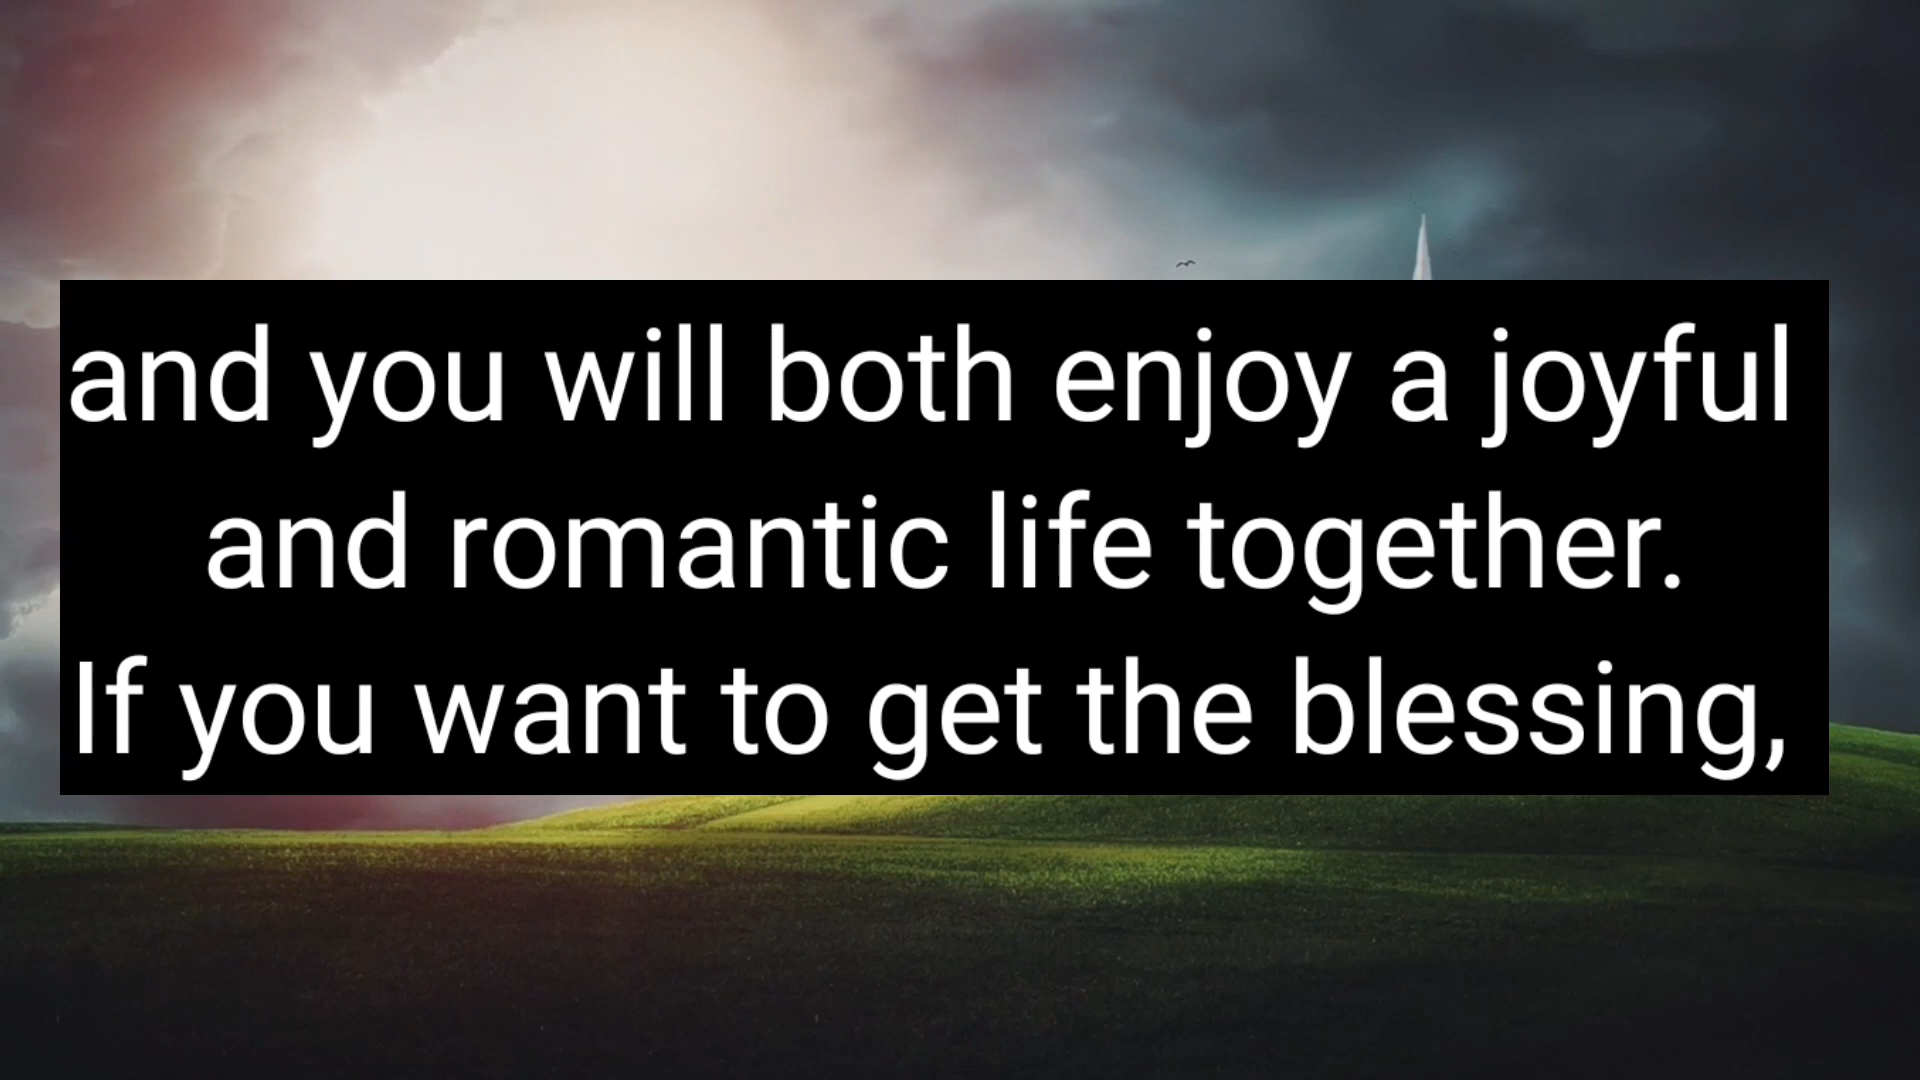 and you will both enjoy a joyful
and romantic life together.
If you want to get the blessing,